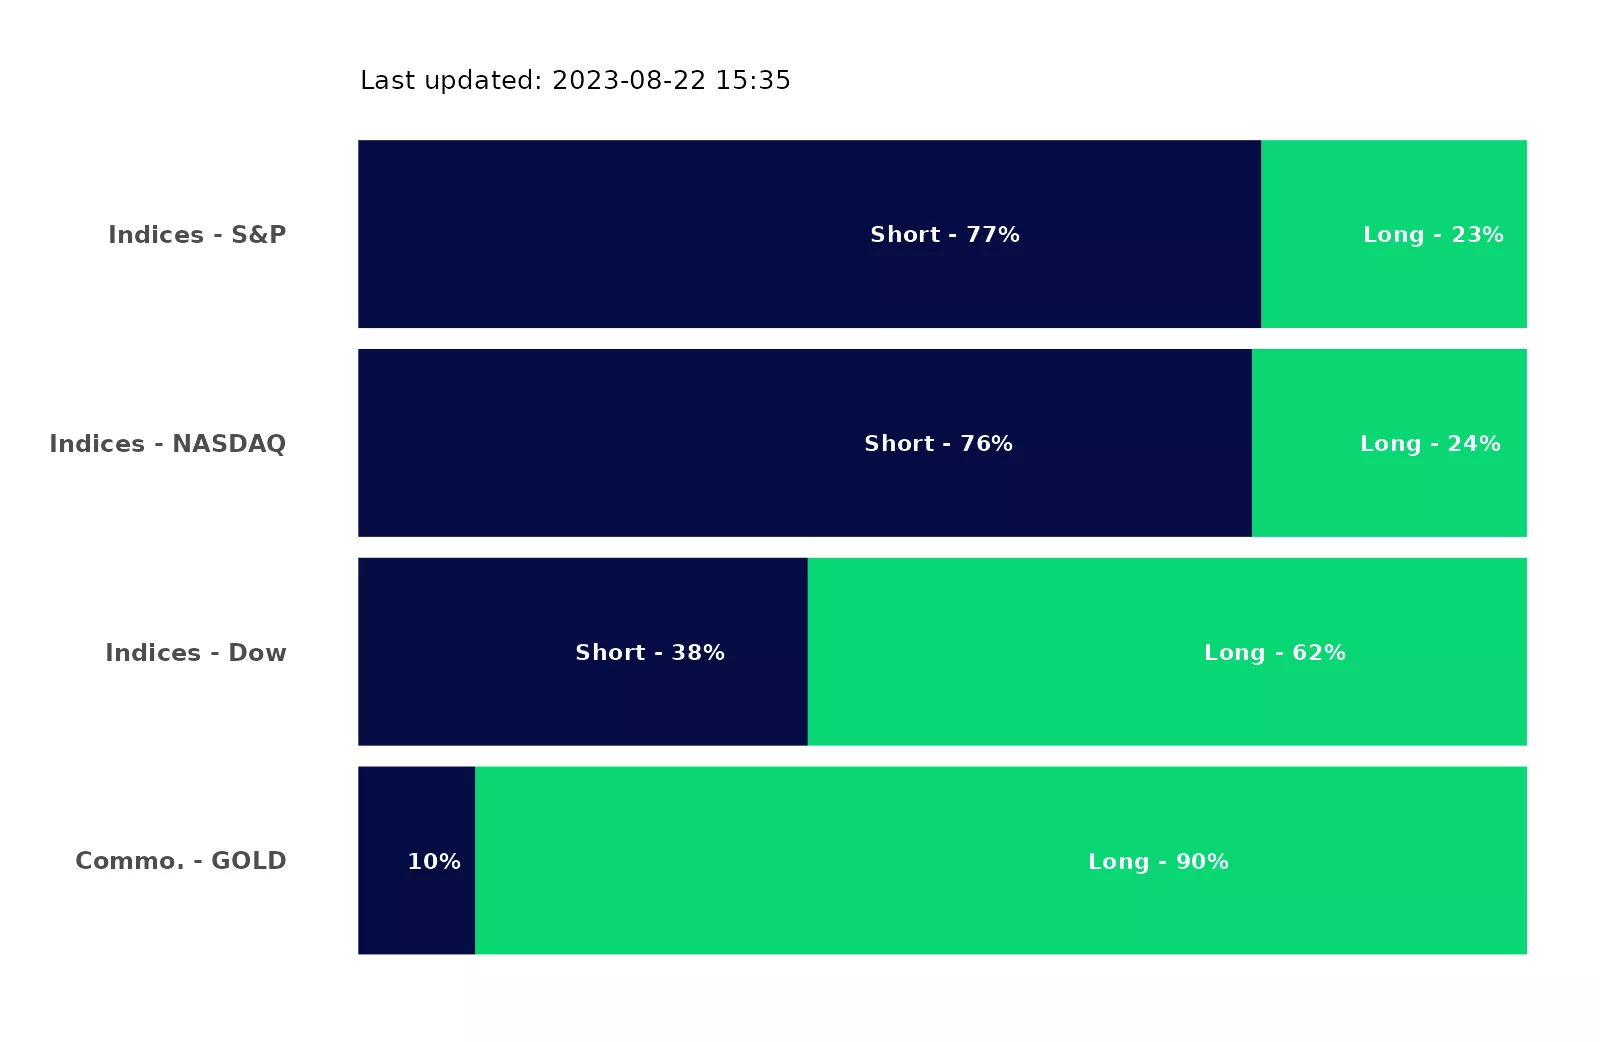 Last updated: 2023-08-22 15:35
Indices - S&P
Short - 77%
Long - 23%
Indices - NASDAQ
Short - 76%
Long - 24%
Indices - Dow
Short - 38%
Long - 62%
Commo. - GOLD
10%
Long - 90%